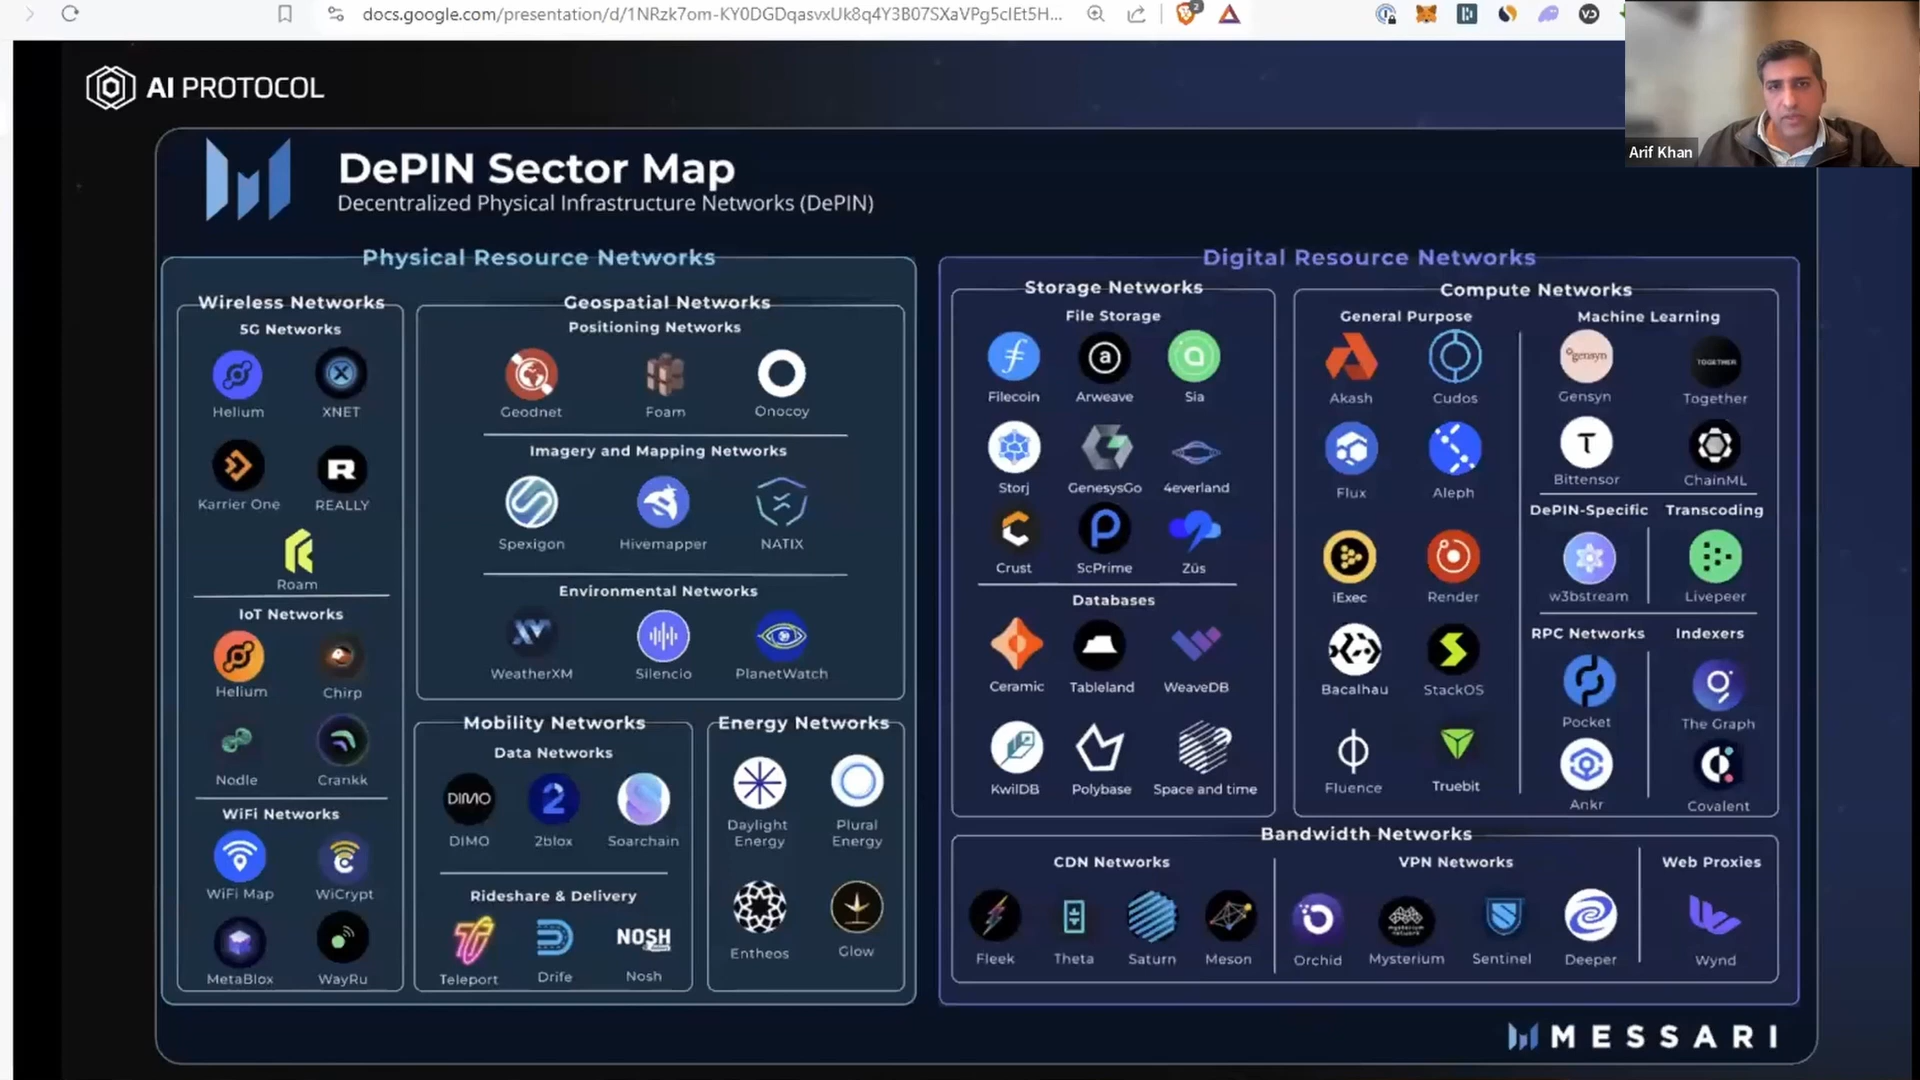 docs.google.com/presentation/d/1NRzk7om-KY0DGDqasvxUk8q4Y3B07SXaVPg5cIEt5H...
2
Arif Khan
AI PROTOCOL
DePIN Sector Map
Decentralized Physical Infrastructure Networks (DePIN)
Physical Resource Networks
Wireless Networks
5G Networks
Helium
XNET
Karrier One
REALLY
Roam
IoT Networks
Helium
Chirp
Nodle
Crankk
WiFi Networks
WiFi Map
WiCrypt
MetaBlox
WayRu
Geospatial Networks
Positioning Networks
Geodnet
Foam
Onocoy
Imagery and Mapping Networks
Spexigon
Hivemapper
NATIX
Environmental Networks
WeatherXM
Silencio
PlanetWatch
Mobility Networks
Data Networks
DIMO
DIMO
2blox
Soarchain
Rideshare & Delivery
NOSH
Teleport
Drife
Nosh
Energy Networks
Daylight
Energy
Plural
Energy
Entheos
Glow
Digital Resource Networks
Storage Networks
File Storage
Filecoin
Arweave
Sia
Storj
GenesysGo
4everland
Crust
ScPrime
Züs
Databases
Ceramic
Tableland
WeaveDB
KwilDB
Polybase
Space and time
Compute Networks
General Purpose
Akash
Cudos
Flux
Aleph
iExec
Render
Bacalhau
StackOS
Fluence
Truebit
Machine Learning
gensyn
TOGETHER
Gensyn
Together
Bittensor
ChainML
DePIN-Specific
w3bstream
Transcoding
Livepeer
RPC Networks
Pocket
Ankr
Indexers
The Graph
Covalent
Bandwidth Networks
CDN Networks
Fleek
Theta
Saturn
Meson
VPN Networks
Orchid
mysterium
network
Mysterium
Sentinel
Deeper
Web Proxies
Wynd
MESSARI